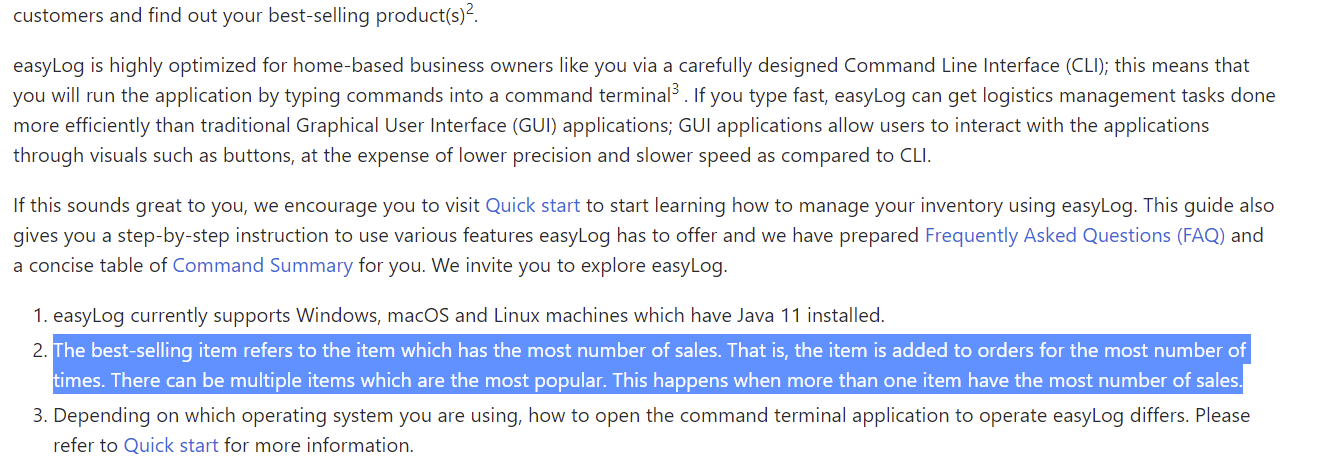 customers and find out your best-selling product(s)2.
easyLog is highly optimized for home-based business owners like you via a carefully designed Command Line Interface (CLI); this means that
you will run the application by typing commands into a command terminal3 . If you type fast, easyLog can get logistics management tasks done
more efficiently than traditional Graphical User Interface (GUI) applications; GUI applications allow users to interact with the applications
through visuals such as buttons, at the expense of lower precision and slower speed as compared to CLI.
If this sounds great to you, we encourage you to visit Quick start to start learning how to manage your inventory using easyLog. This guide also
gives you a step-by-step instruction to use various features easyLog has to offer and we have prepared Frequently Asked Questions (FAQ) and
a concise table of Command Summary for you. We invite you to explore easyLog.
1. easyLog currently supports Windows, macOS and Linux machines which have Java 11 installed.
2. The best-selling item refers to the item which has the most number of sales. That is, the item is added to orders for the most number of
times. There can be multiple items which are the most popular. This happens when more than one item have the most number of sales.
3. Depending on which operating system you are using, how to open the command terminal application to operate easyLog differs. Please
refer to Quick start for more information.